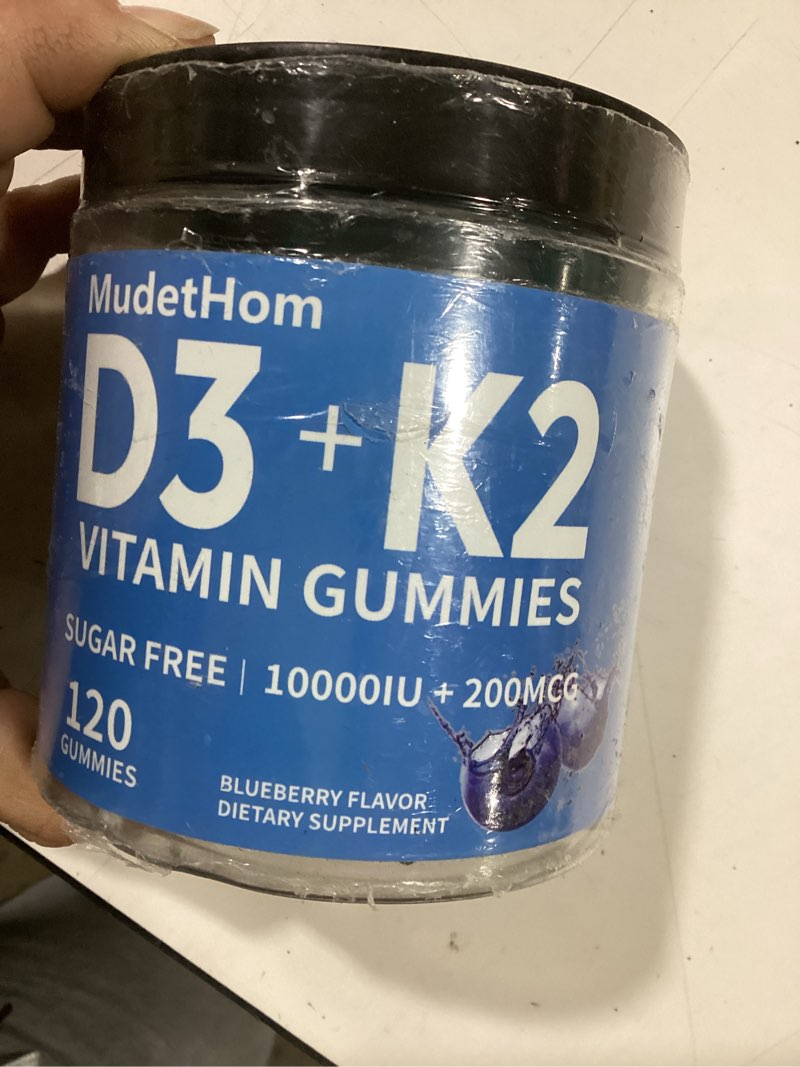 MudetHom
D3 + K2
VITAMIN GUMMIES
SUGAR FREE | 10000IU + 200MCG
120
GUMMIES
BLUEBERRY FLAVOR
DIETARY SUPPLEMENT